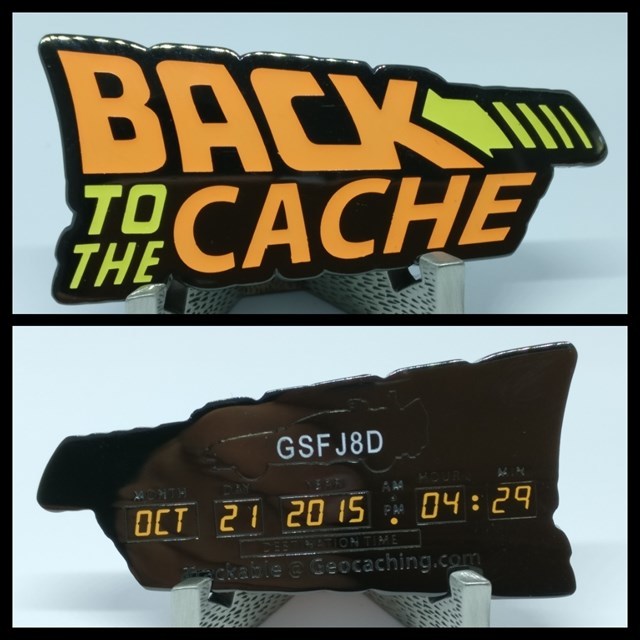 BACK
TO
THE CACHE
GSFJ8D
MONTH DAY YEAR AM HOUR MIN
OCT 21 2015 PM 04:29
DESTINATION TIME
trackable @ Geocaching.com